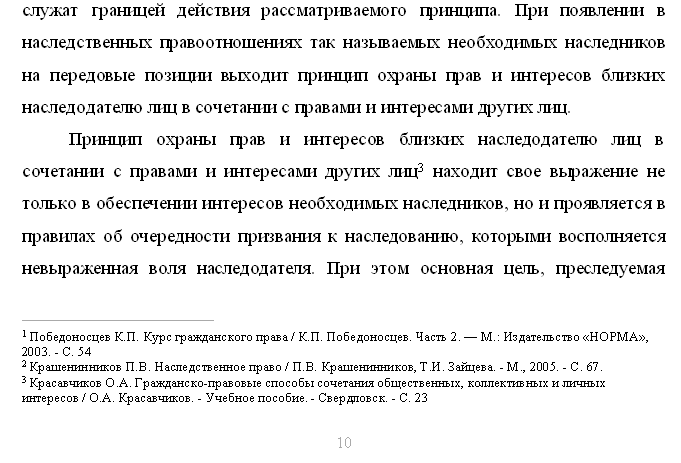 служат границей действия рассматриваемого принципа. При появлении в
наследственных правоотношениях так называемых необходимых наследников
на передовые позиции выходит принцип охраны прав и интересов близких
наследодателю лиц в сочетании с правами и интересами других лиц.
Принцип охраны прав и интересов близких наследодателю лиц в
сочетании с правами и интересами других лиц³ находит свое выражение не
только в обеспечении интересов необходимых наследников, но и проявляется в
правилах об очередности призвания к наследованию, которыми восполняется
невыраженная воля наследодателя. При этом основная цель, преследуемая
¹ Победоносцев К.П. Курс гражданского права / К.П. Победоносцев. Часть 2. — М.: Издательство «НОРМА»,
2003. - С. 54
² Крашенинников П.В. Наследственное право / П.В. Крашенинников, Т.И. Зайцева. - М., 2005. - С. 67.
³ Красавчиков О.А. Гражданско-правовые способы сочетания общественных, коллективных и личных
интересов / О.А. Красавчиков. - Учебное пособие. - Свердловск. - С. 23
10